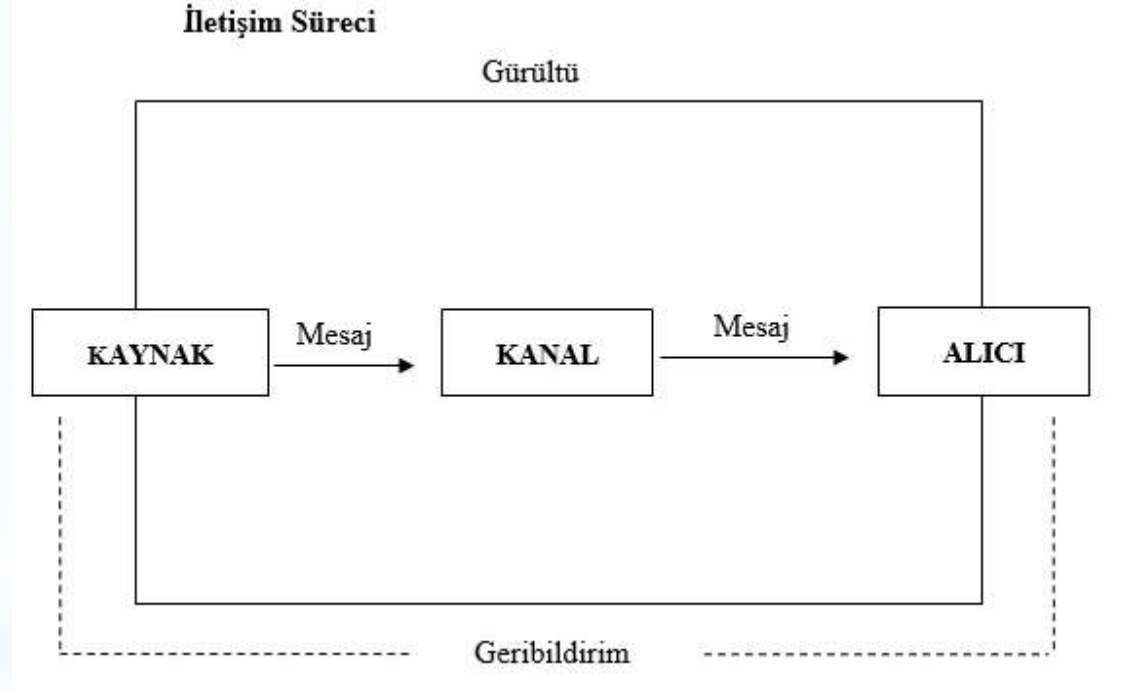 İletişim Süreci
Gürültü
KAYNAK
Mesaj
KANAL
Mesaj
ALICI
Geribildirim